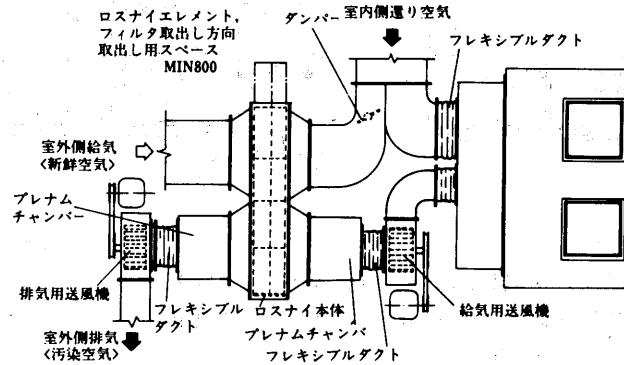 ロスナイエレメント,
フィルタ取出し方向
取出し用スペース
MIN800
ダンパー
室内側還り空気
フレキシブルダクト
室外側給気
<新鮮空気>
プレナム
チャンバー
排気用送風機
フレキシブル
ダクト
ロスナイ本体
プレナムチャンバ
フレキシブルダクト
給気用送風機
室外側排気
<汚染空気>